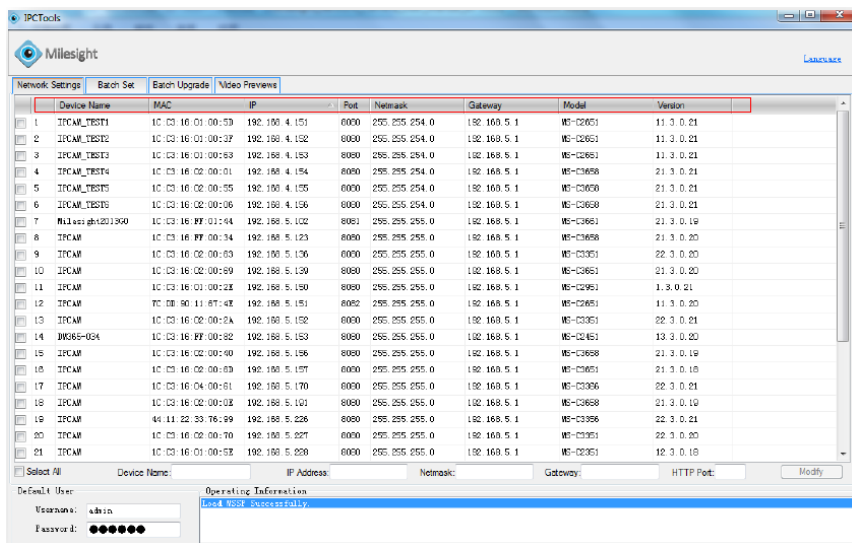 IPCTools
Milesight
Language
Network Settings Batch Set Batch Upgrade Video Previews
Device Name MAC IP Port Netmask Gateway Model Version
1 IPCAM_TEST1 1C:C3:16:01:00:5D 192.168.4.151 8080 255.255.254.0 192.168.5.1 MS-C2651 11.3.0.21
2 IPCAM_TEST2 1C:C3:16:01:00:3F 192.168.4.152 8080 255.255.254.0 192.168.5.1 MS-C2651 11.3.0.21
3 IPCAM_TEST3 1C:C3:16:01:00:63 192.168.4.153 8080 255.255.254.0 192.168.5.1 MS-C2651 11.3.0.21
4 IPCAM_TEST4 1C:C3:16:02:00:01 192.168.4.154 8080 255.255.254.0 192.168.5.1 MS-C3658 21.3.0.21
5 IPCAM_TEST5 1C:C3:16:02:00:55 192.168.4.155 8080 255.255.254.0 192.168.5.1 MS-C3658 21.3.0.21
6 IPCAM_TEST6 1C:C3:16:02:00:06 192.168.4.156 8080 255.255.254.0 192.168.5.1 MS-C3658 21.3.0.21
7 Milesight2013GO 1C:C3:16:FF:01:44 192.168.5.102 8081 255.255.255.0 192.168.5.1 MS-C3651 21.3.0.19
8 IPCAM 1C:C3:16:FF:00:34 192.168.5.123 8080 255.255.255.0 192.168.5.1 MS-C3658 21.3.0.20
9 IPCAM 1C:C3:16:02:00:63 192.168.5.136 8080 255.255.255.0 192.168.5.1 MS-C3351 22.3.0.20
10 IPCAM 1C:C3:16:02:00:69 192.168.5.139 8080 255.255.255.0 192.168.5.1 MS-C3651 21.3.0.20
11 IPCAM 1C:C3:16:01:00:2E 192.168.5.150 8080 255.255.255.0 192.168.5.1 MS-C2951 1.3.0.21
12 IPCAM 7C:DD:90:11:67:4E 192.168.5.151 8082 255.255.255.0 192.168.5.1 MS-C2651 11.3.0.20
13 IPCAM 1C:C3:16:02:00:2A 192.168.5.152 8080 255.255.255.0 192.168.5.1 MS-C3351 22.3.0.21
14 DM365-034 1C:C3:16:FF:00:82 192.168.5.153 8080 255.255.255.0 192.168.5.1 MS-C2451 13.3.0.20
15 IPCAM 1C:C3:16:02:00:40 192.168.5.156 8080 255.255.255.0 192.168.5.1 MS-C3658 21.3.0.19
16 IPCAM 1C:C3:16:02:00:6D 192.168.5.157 8080 255.255.255.0 192.168.5.1 MS-C3651 21.3.0.18
17 IPCAM 1C:C3:16:04:00:61 192.168.5.170 8080 255.255.255.0 192.168.5.1 MS-C3366 22.3.0.21
18 IPCAM 1C:C3:16:02:00:0E 192.168.5.191 8080 255.255.255.0 192.168.5.1 MS-C3658 21.3.0.19
19 IPCAM 44:11:22:33:76:99 192.168.5.226 8080 255.255.255.0 192.168.5.1 MS-C3356 22.3.0.21
20 IPCAM 1C:C3:16:02:00:70 192.168.5.227 8080 255.255.255.0 192.168.5.1 MS-C3351 22.3.0.20
21 IPCAM 1C:C3:16:01:00:5E 192.168.5.228 8080 255.255.255.0 192.168.5.1 MS-C2351 12.3.0.18
Select All Device Name: IP Address: Netmask: Gateway: HTTP Port: Modify
Default User Operating Information
Username: admin Load MSSP Successfully.
Password: